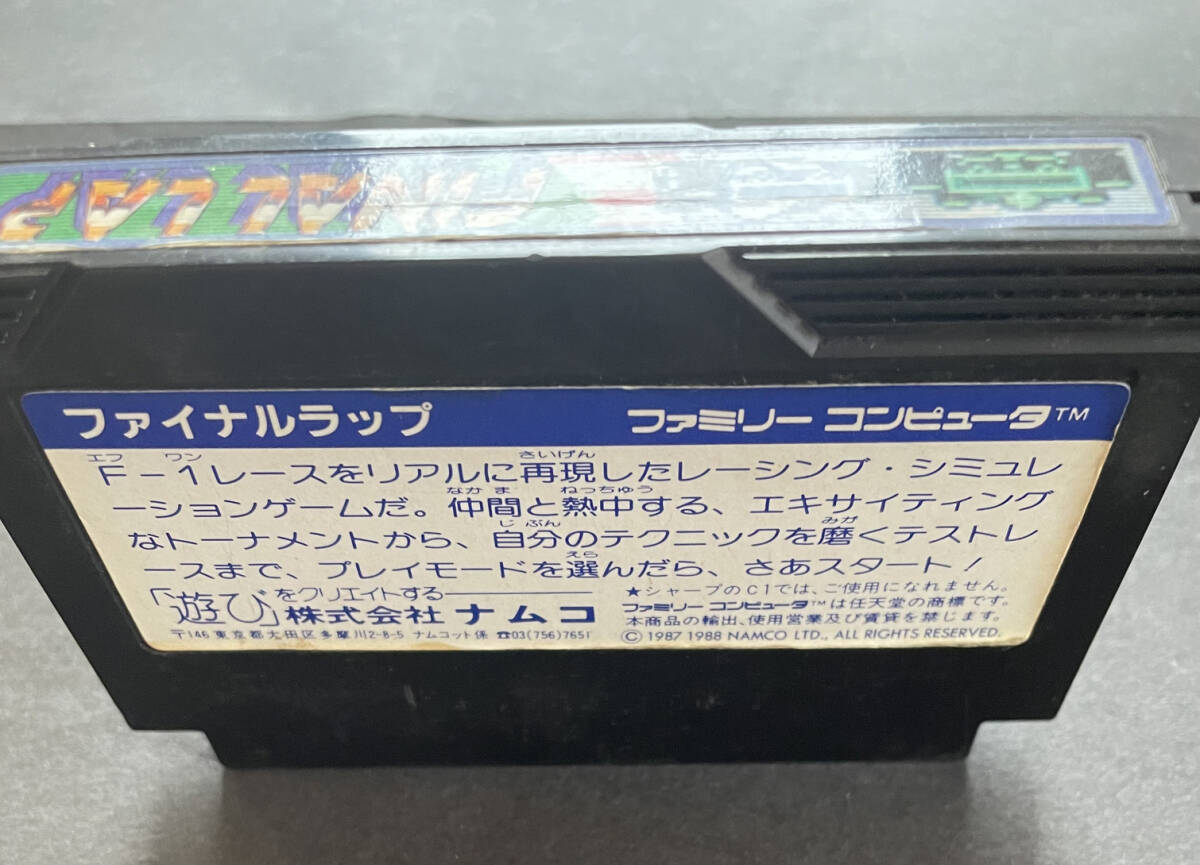 FINAL LAP
ファイナルラップ
ファミリー コンピュータ™
エフ ワン さいげん
F-1レースをリアルに再現したレーシング・シミュレ
なかま ねっちゅう
ーションゲームだ。仲間と熱中する、エキサイティング
じぶん みが
なトーナメントから、自分のテクニックを磨くテストレ
えら
ースまで、プレイモードを選んだら、さあスタート!
「遊び」をクリエイトする
株式会社 ナムコ
〒146 東京都大田区多摩川2-8-5 ナムコット係 ☎03(756)7651
★シャープのC1では、ご使用になれません。
ファミリー コンピュータ™は任天堂の商標です。
本商品の輸出、使用営業及び賃貸を禁じます。
© 1987 1988 NAMCO LTD., ALL RIGHTS RESERVED.